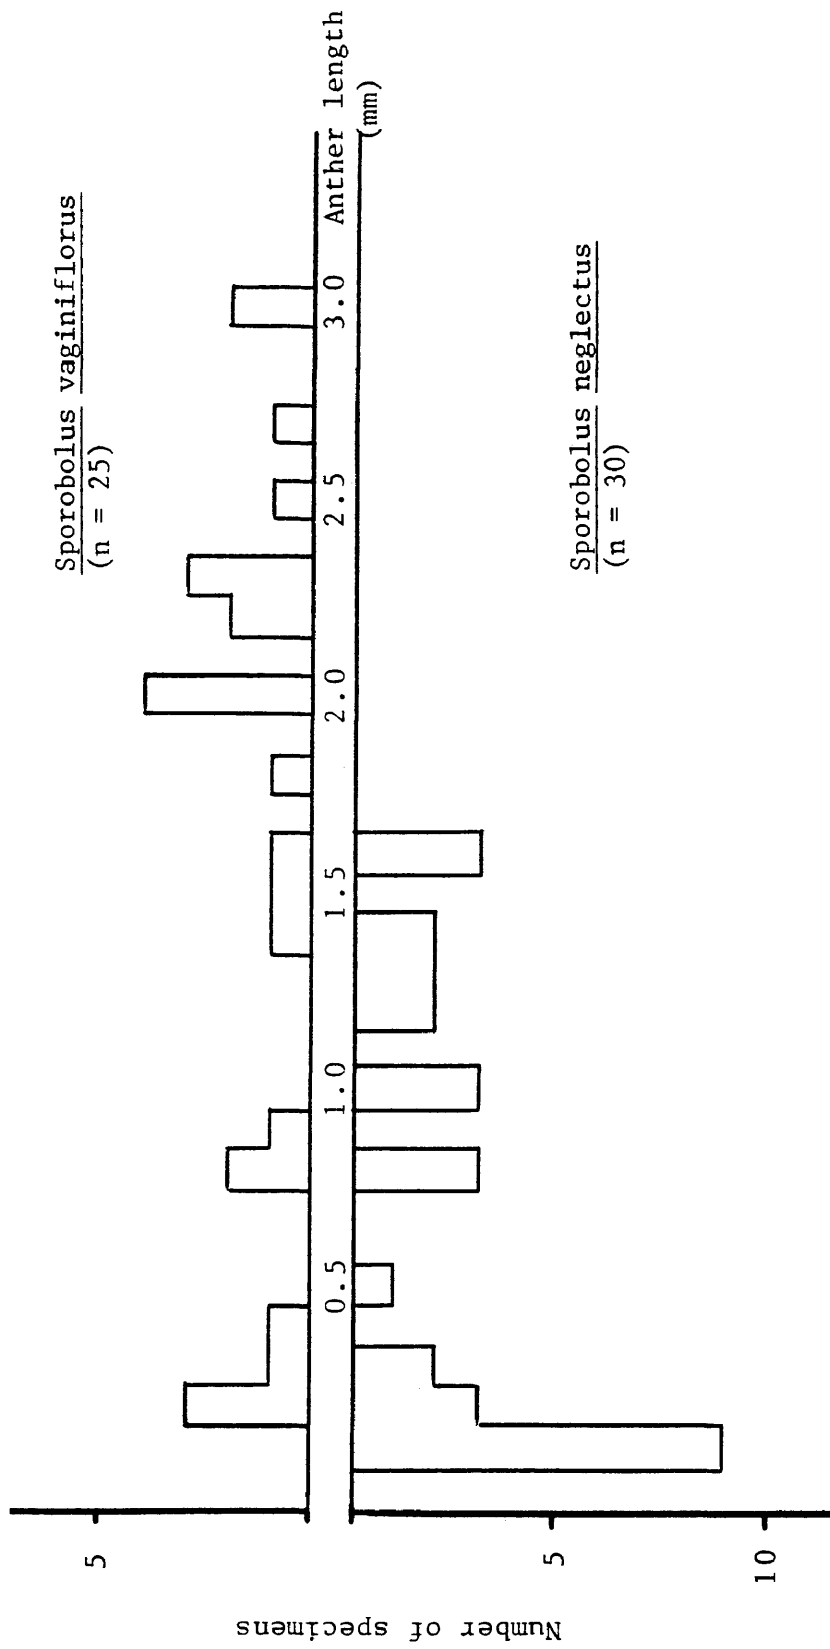 Sporobolus vaginiflorus
(n = 25)
5
0.5 1.0 1.5 2.0 2.5 3.0 Anther length
(mm)
Number of specimens
5
10
Sporobolus neglectus
(n = 30)